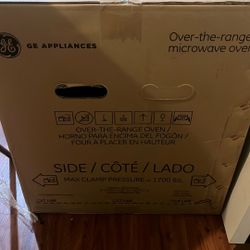 GE APPLIANCES
Over-the-range
microwave oven
OVER-THE-RANGE OVEN /
HORNO PARA ENCIMA DEL FOGÓN /
FOUR À PLACER EN HAUTEUR
SIDE / CÔTÉ / LADO
MAX CLAMP PRESSURE = 1700 lbs.